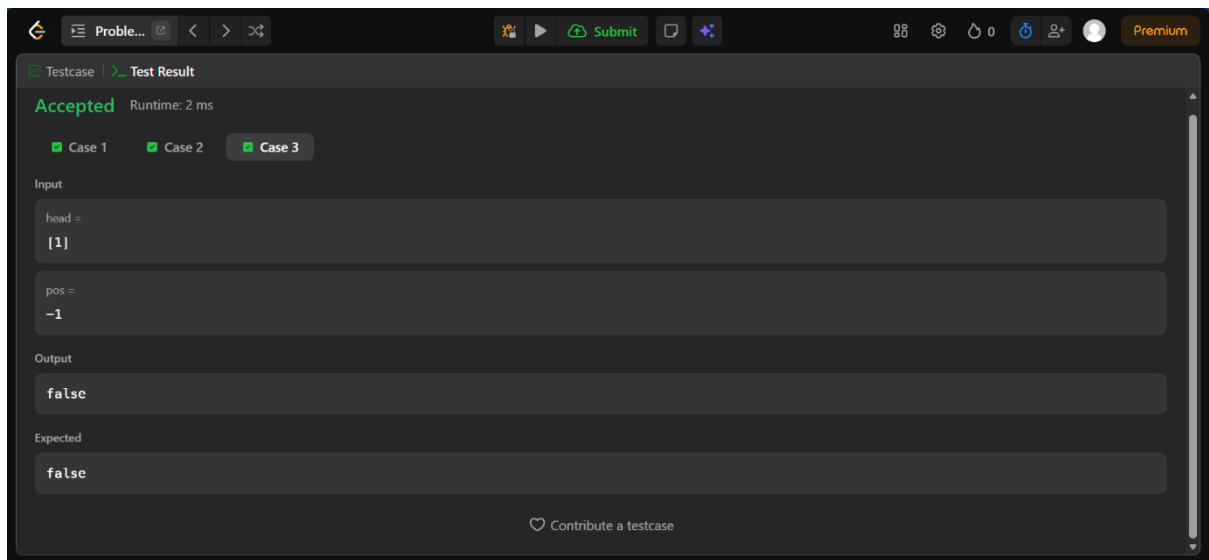 Proble... Submit 0 Premium
Testcase Test Result
Accepted Runtime: 2 ms
Case 1 Case 2 Case 3
Input
head =
[1]
pos =
-1
Output
false
Expected
false
Contribute a testcase